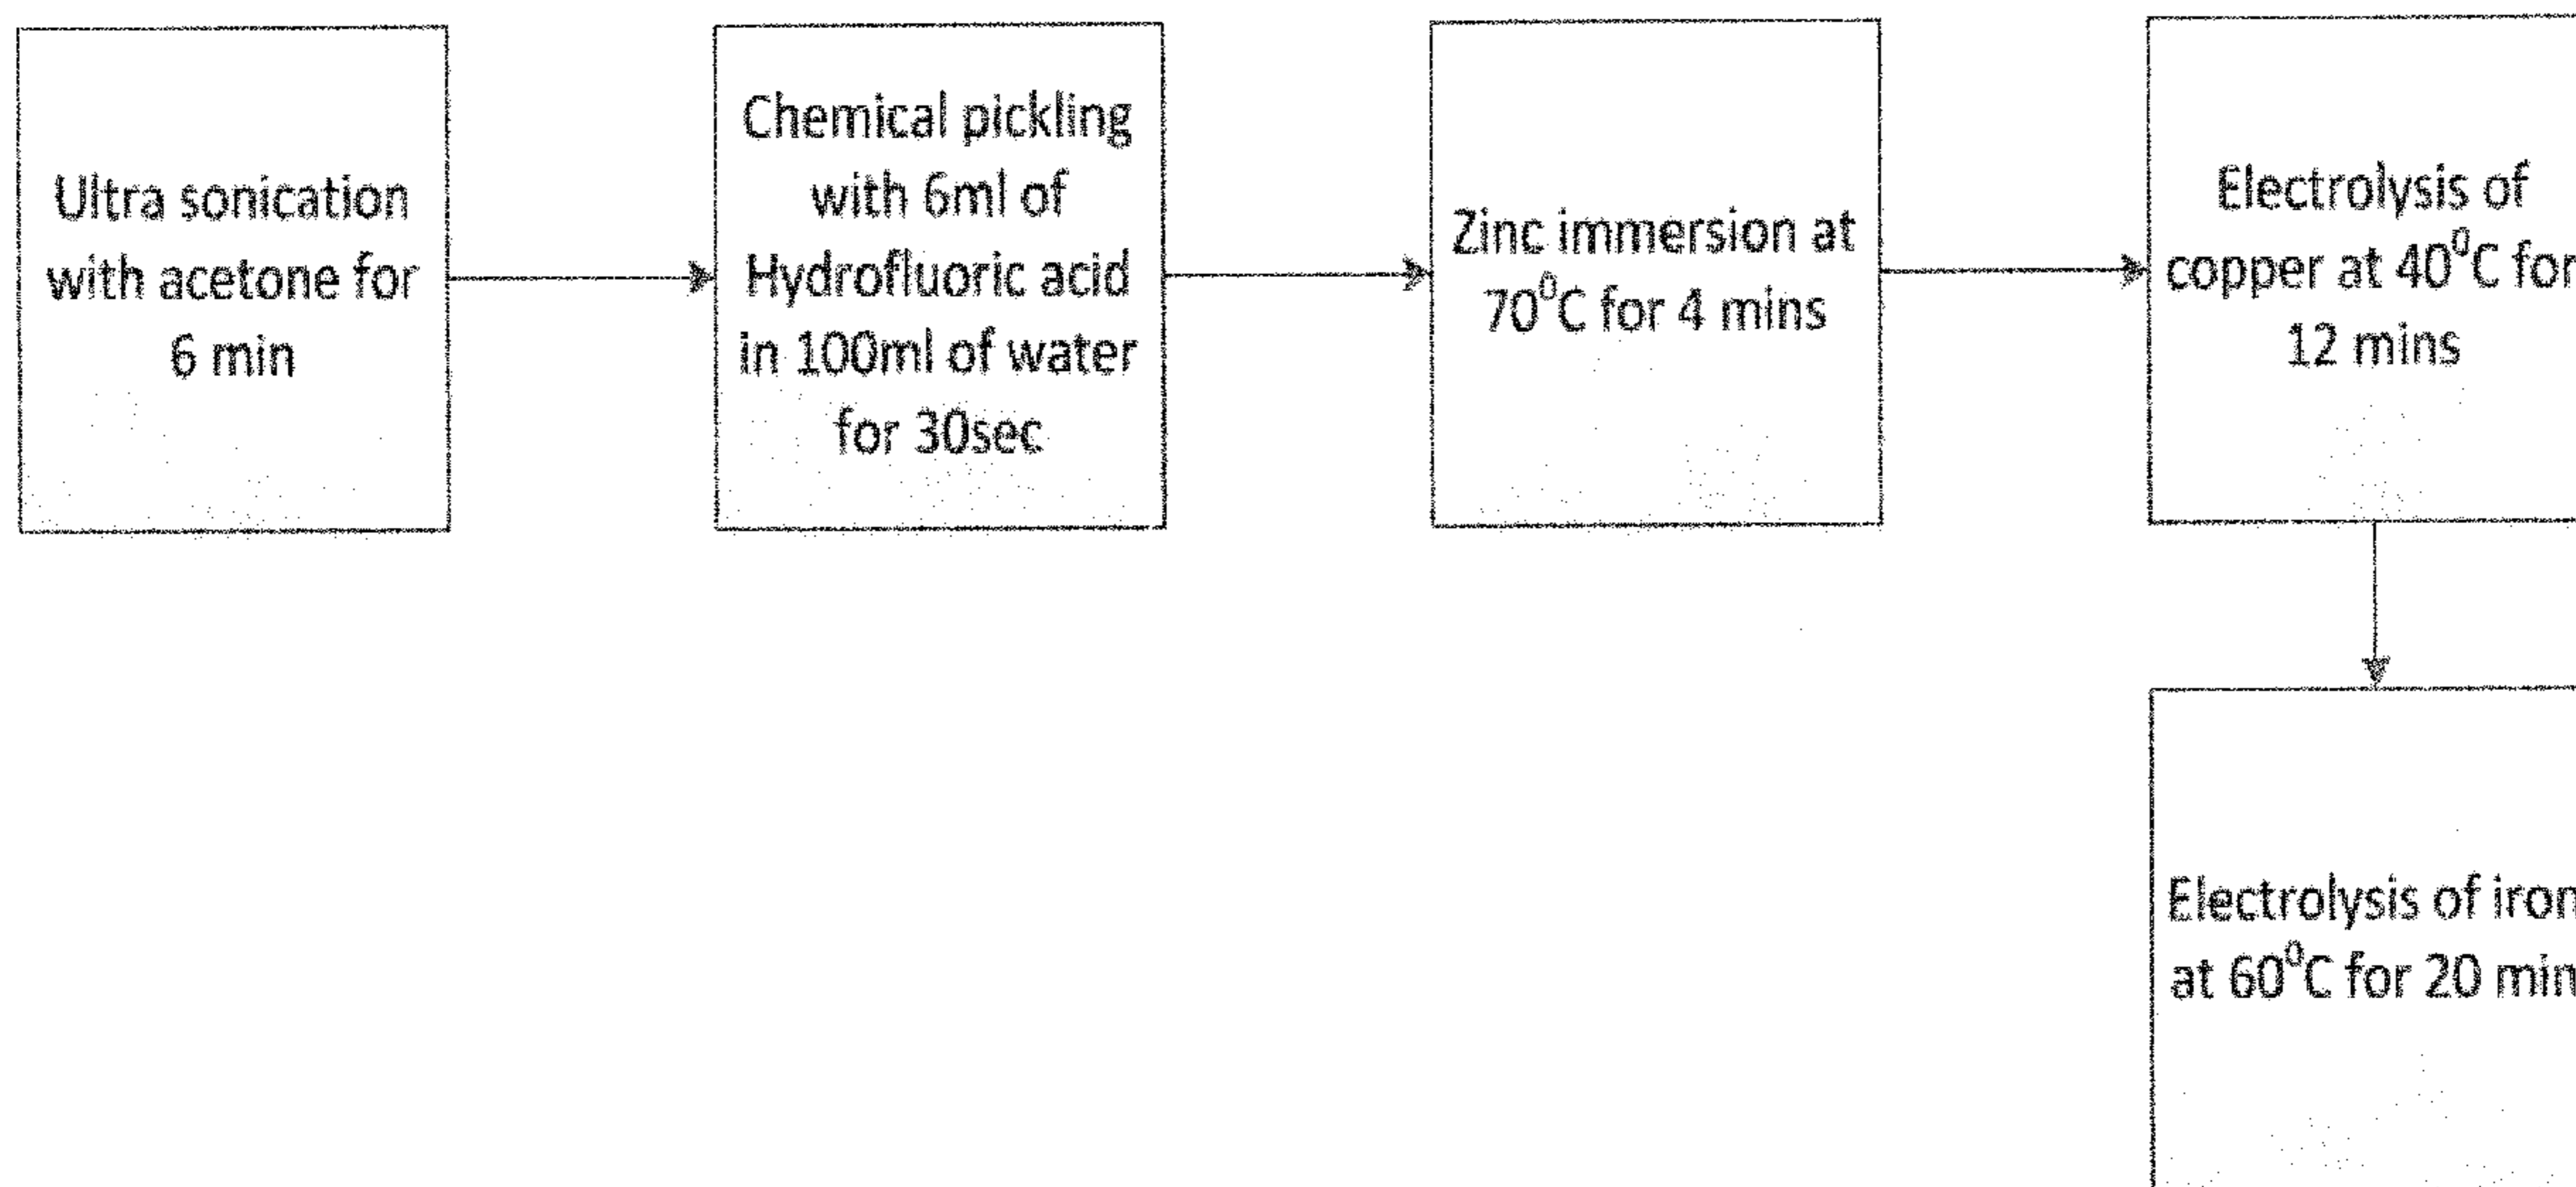 Ultra sonication
with acetone for
6 min
Chemical pickling
with 6ml of
Hydrofluoric acid
in 100ml of water
for 30sec
Zinc immersion at
70⁰C for 4 mins
Electrolysis of
copper at 40⁰C for
12 mins
Electrolysis of iron
at 60⁰C for 20 min